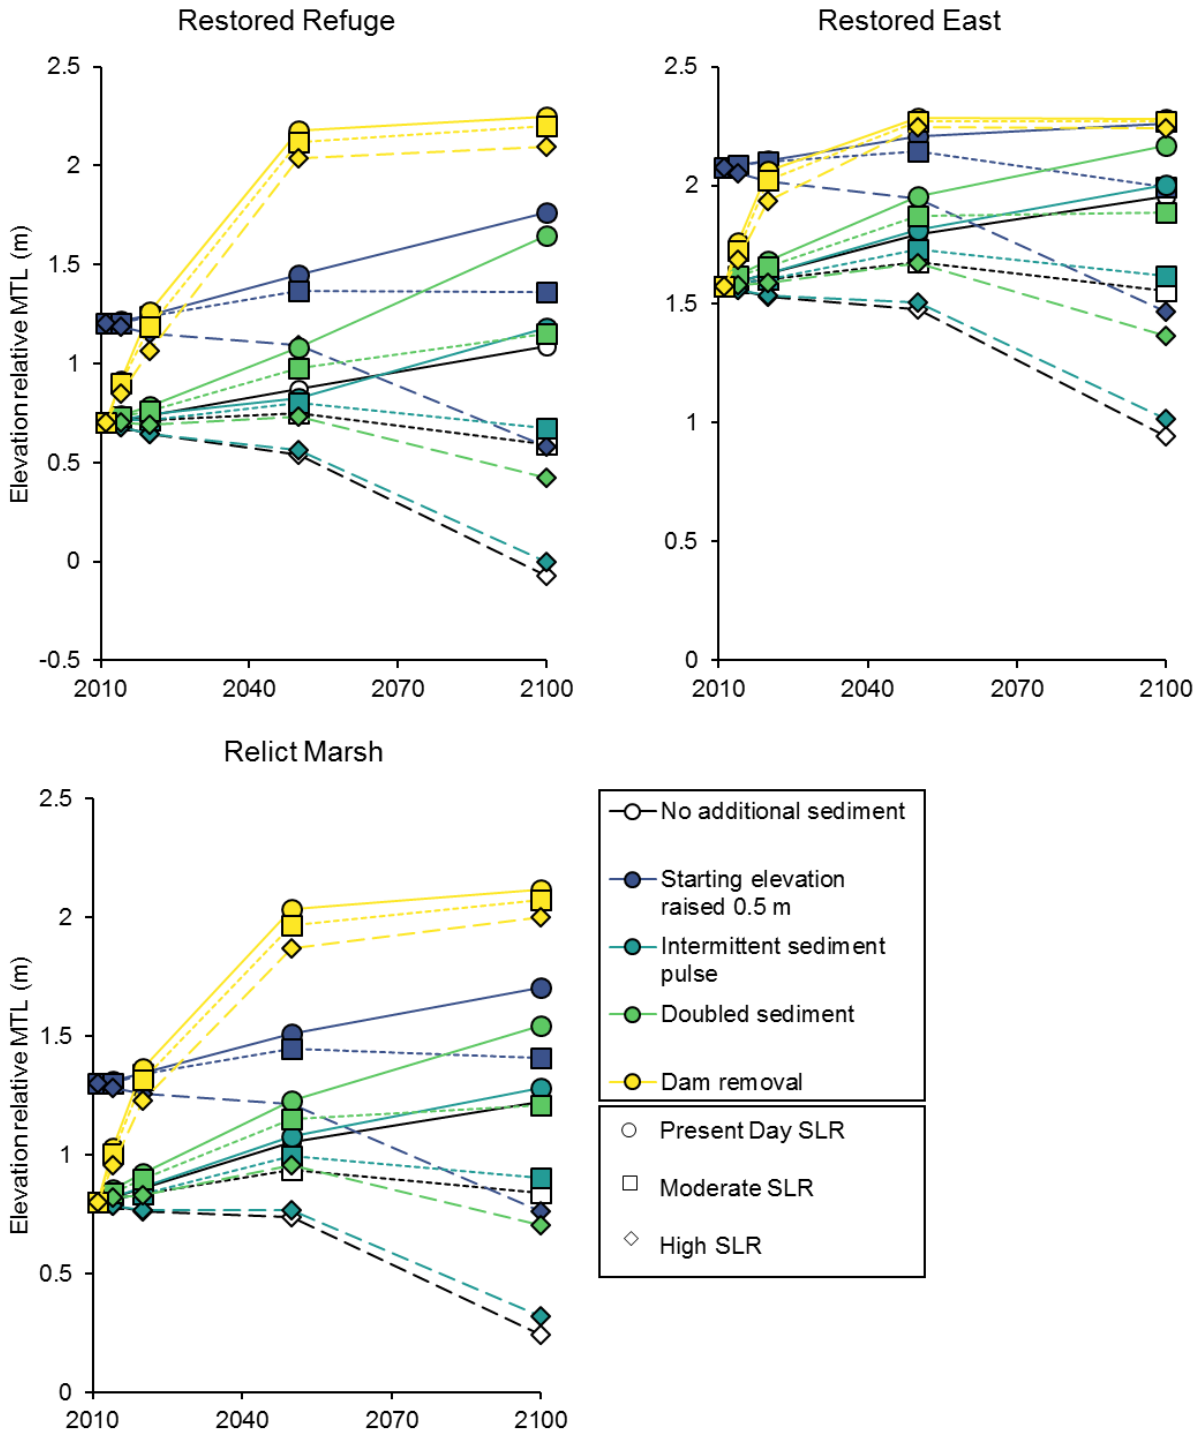 Restored Refuge
Restored East
Elevation relative MTL (m)
2.5
2
1.5
1
0.5
0
-0.5
2010
2040
2070
2100
2.5
2
1.5
1
0.5
0
2010
2040
2070
2100
Relict Marsh
Elevation relative MTL (m)
2.5
2
1.5
1
0.5
0
2010
2040
2070
2100
No additional sediment
Starting elevation
raised 0.5 m
Intermittent sediment
pulse
Doubled sediment
Dam removal
Present Day SLR
Moderate SLR
High SLR